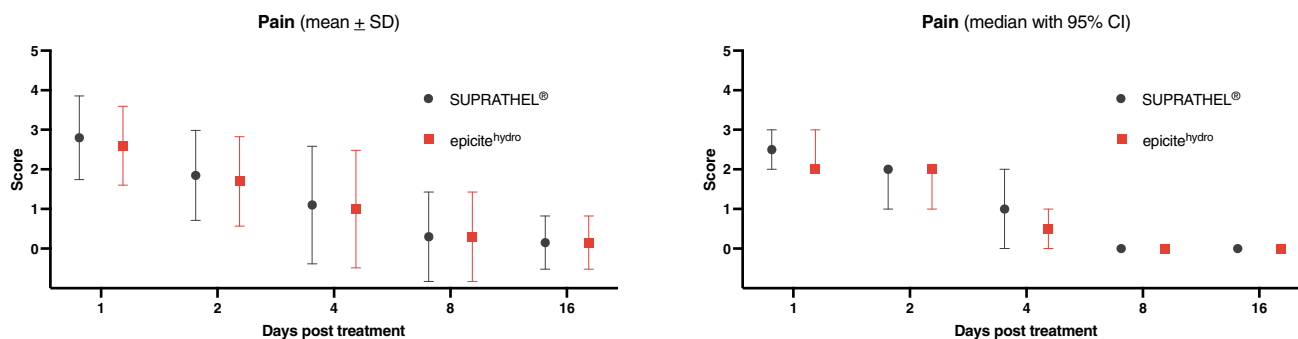 Pain (mean ± SD)
5
4
3
2
1
0
Score
SUPRATHEL®
epicitehydro
1 2 4 8 16
Days post treatment
Pain (median with 95% CI)
5
4
3
2
1
0
Score
SUPRATHEL®
epicitehydro
1 2 4 8 16
Days post treatment